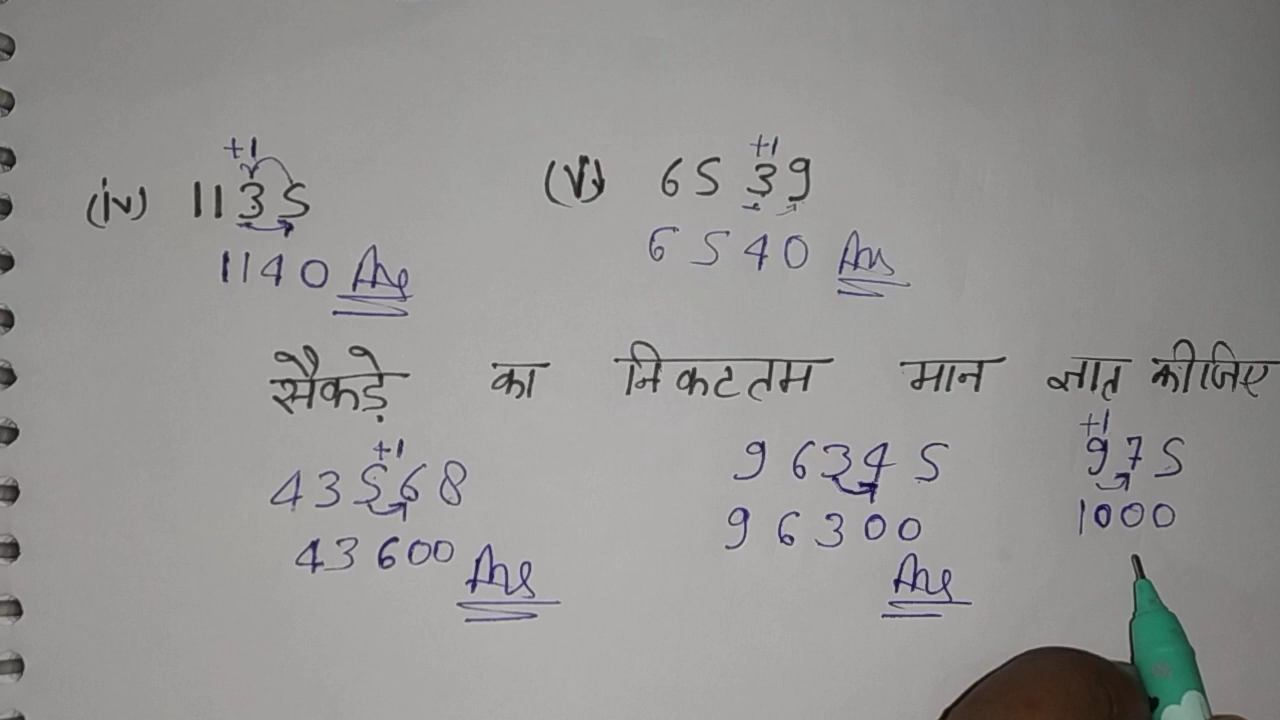 +1 +1
(iv) 1135 (v) 6539
1140 Ans 6540 Ans
सैकड़े का निकटतम मान ज्ञात कीजिए
+1 +1
43568 96345 975
43600 Ans 96300 1000
Ans